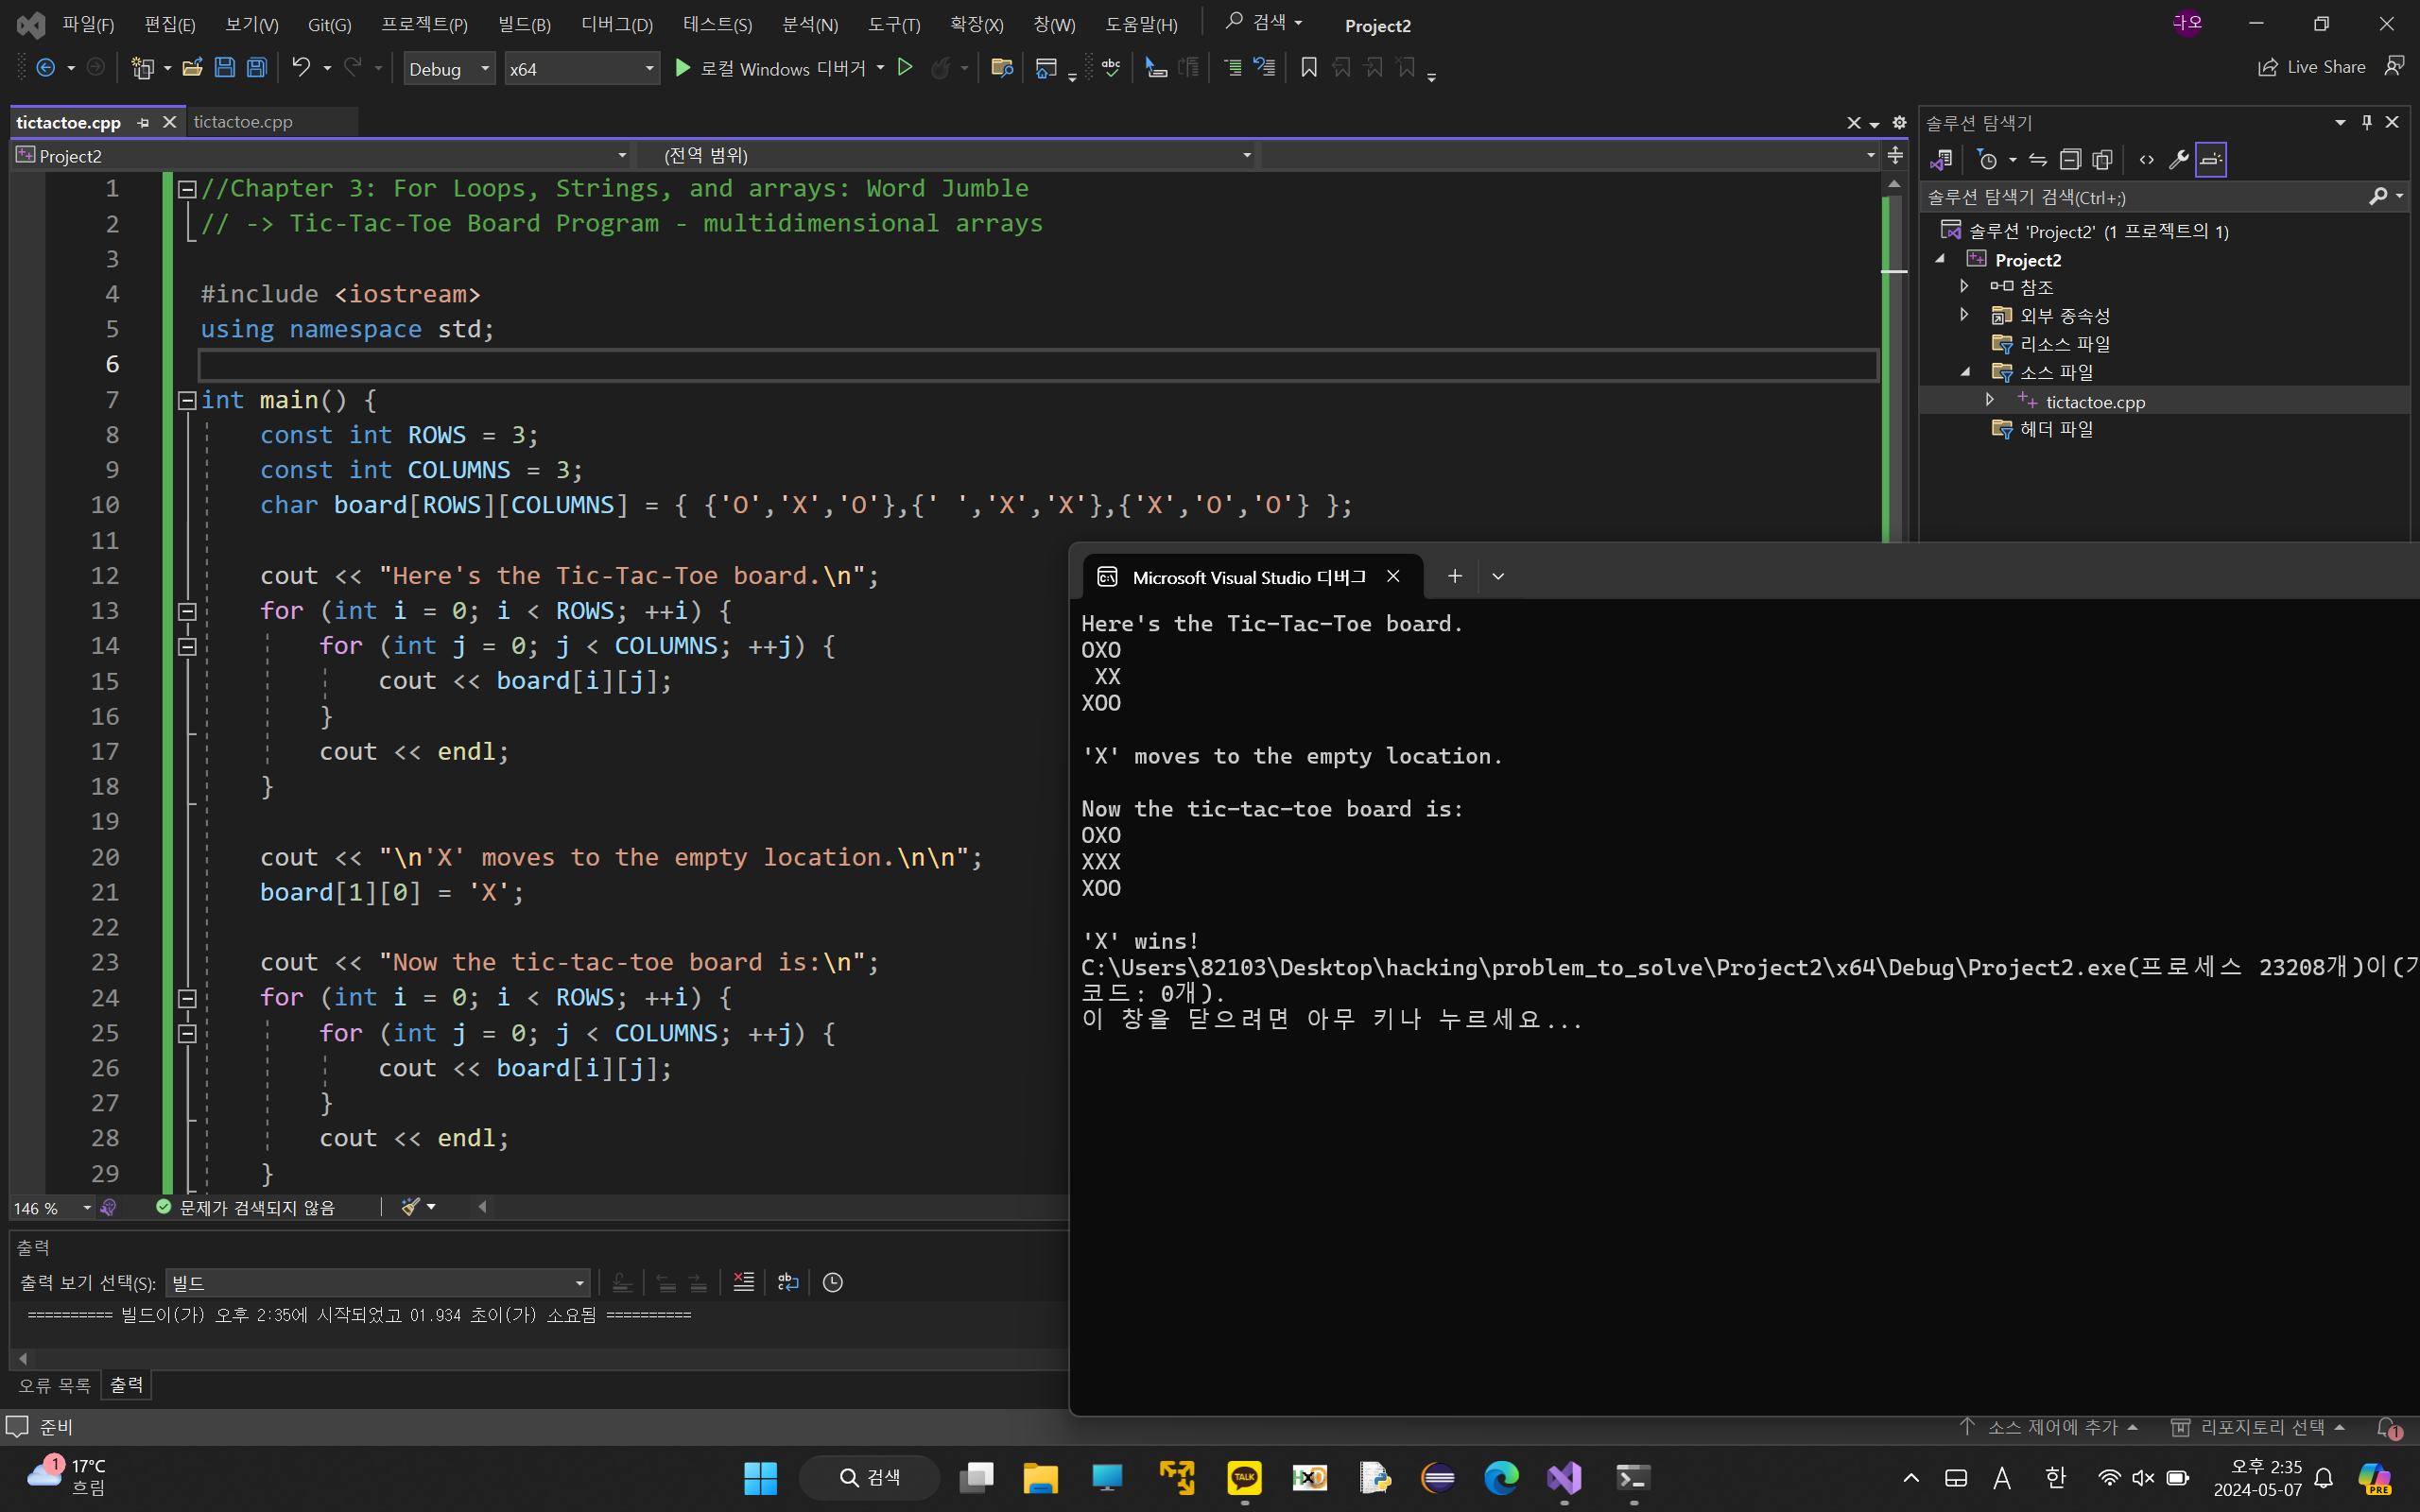 파일(F) 편집(E) 보기(V) Git(G) 프로젝트(P) 빌드(B) 디버그(D) 테스트(S) 분석(N) 도구(T) 확장(X) 창(W) 도움말(H) 검색 Project2 다오
Debug x64 로컬 Windows 디버거 Live Share
tictactoe.cpp tictactoe.cpp
Project2 (전역 범위)
1 //Chapter 3: For Loops, Strings, and arrays: Word Jumble
2 // -> Tic-Tac-Toe Board Program - multidimensional arrays
3
4 #include <iostream>
5 using namespace std;
6
7 int main() {
8 const int ROWS = 3;
9 const int COLUMNS = 3;
10 char board[ROWS][COLUMNS] = { {'O','X','O'},{' ','X','X'},{'X','O','O'} };
11
12 cout << "Here's the Tic-Tac-Toe board.\n";
13 for (int i = 0; i < ROWS; ++i) {
14 for (int j = 0; j < COLUMNS; ++j) {
15 cout << board[i][j];
16 }
17 cout << endl;
18 }
19
20 cout << "\n'X' moves to the empty location.\n\n";
21 board[1][0] = 'X';
22
23 cout << "Now the tic-tac-toe board is:\n";
24 for (int i = 0; i < ROWS; ++i) {
25 for (int j = 0; j < COLUMNS; ++j) {
26 cout << board[i][j];
27 }
28 cout << endl;
29 }
146 % 문제가 검색되지 않음
솔루션 탐색기
솔루션 탐색기 검색(Ctrl+;)
솔루션 'Project2' (1 프로젝트의 1)
Project2
참조
외부 종속성
리소스 파일
소스 파일
tictactoe.cpp
헤더 파일
Microsoft Visual Studio 디버그
Here's the Tic-Tac-Toe board.
OXO
 XX
XOO
'X' moves to the empty location.
Now the tic-tac-toe board is:
OXO
XXX
XOO
'X' wins!
C:\Users\82103\Desktop\hacking\problem_to_solve\Project2\x64\Debug\Project2.exe(프로세스 23208개)이(가
코드: 0개).
이 창을 닫으려면 아무 키나 누르세요...
출력
출력 보기 선택(S): 빌드
========== 빌드이(가) 오후 2:35에 시작되었고 01.934 초이(가) 소요됨 ==========
오류 목록 출력
준비 소스 제어에 추가 리포지토리 선택 1
1 17°C
흐림
검색
TALK
HXD
A 한
오후 2:35
2024-05-07
PRE